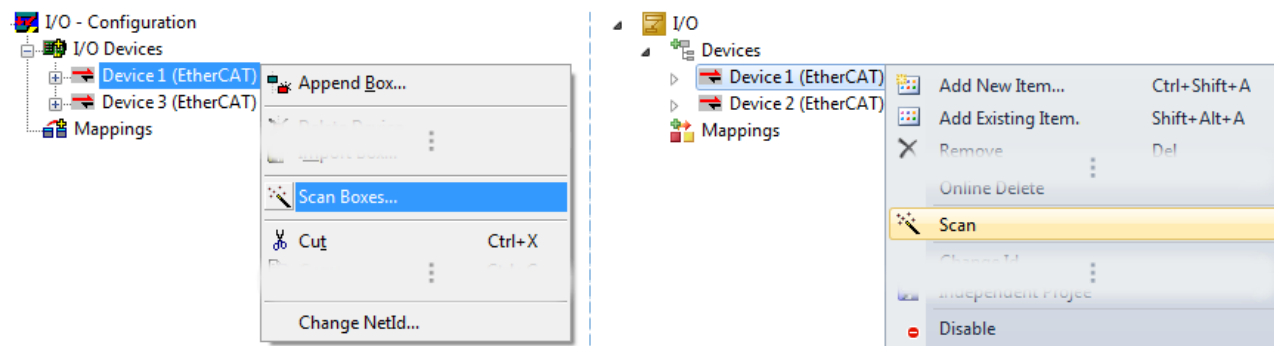 I/O - Configuration
I/O Devices
Device 1 (EtherCAT)
Device 3 (EtherCAT)
Mappings
Append Box...
Scan Boxes...
Cut Ctrl+X
Change NetId...
I/O
Devices
Device 1 (EtherCAT)
Device 2 (EtherCAT)
Mappings
Add New Item... Ctrl+Shift+A
Add Existing Item. Shift+Alt+A
Remove Del
Online Delete
Scan
Change Id
Disable